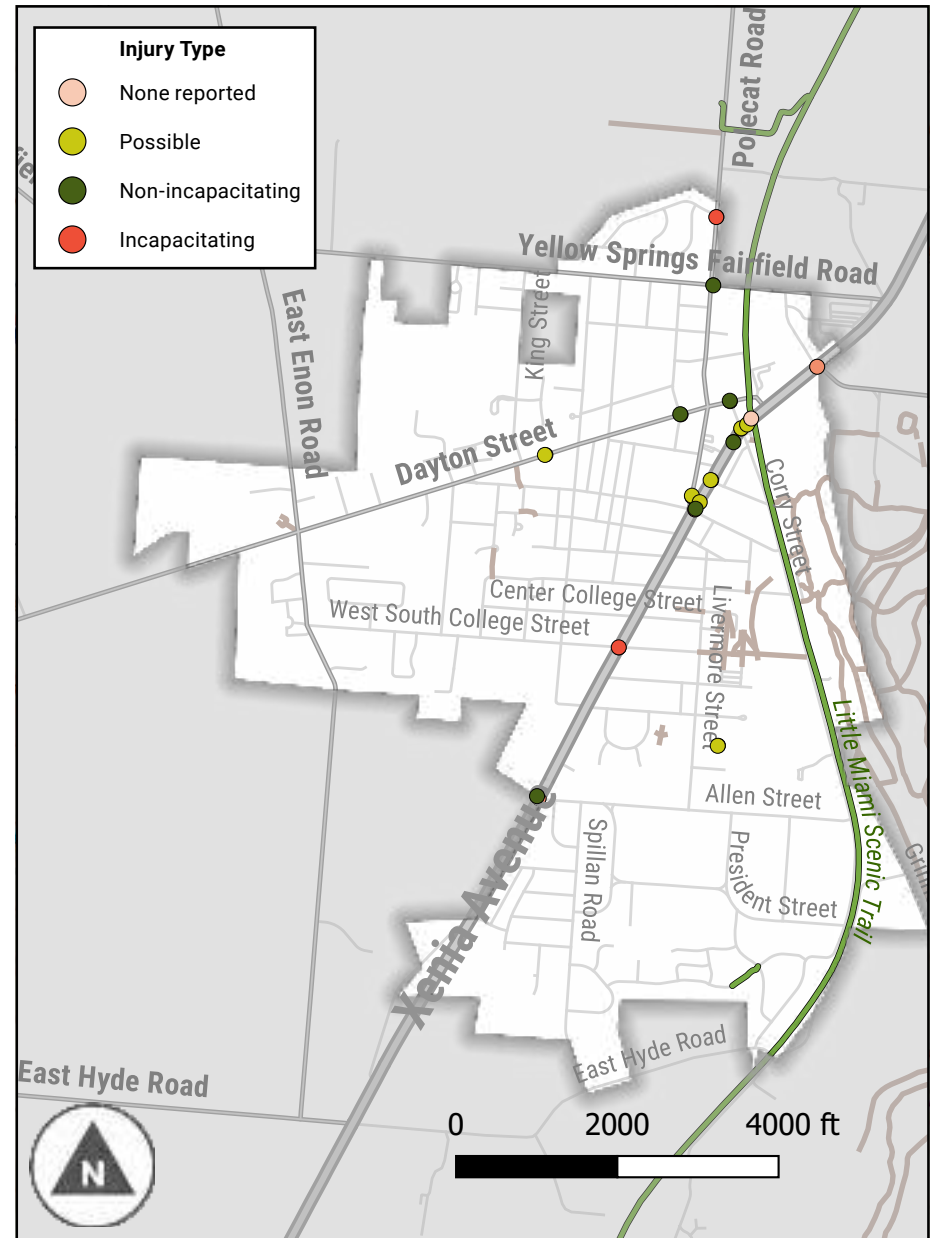 Injury Type
None reported
Possible
Non-incapacitating
Incapacitating
Polecat Road
Yellow Springs Fairfield Road
King Street
East Enon Road
Dayton Street
Corry Street
Center College Street
West South College Street
Livermore Street
Little Miami Scenic Trail
Allen Street
Xenia Avenue
Spillan Road
President Street
East Hyde Road
East Hyde Road
0 2000 4000 ft
N